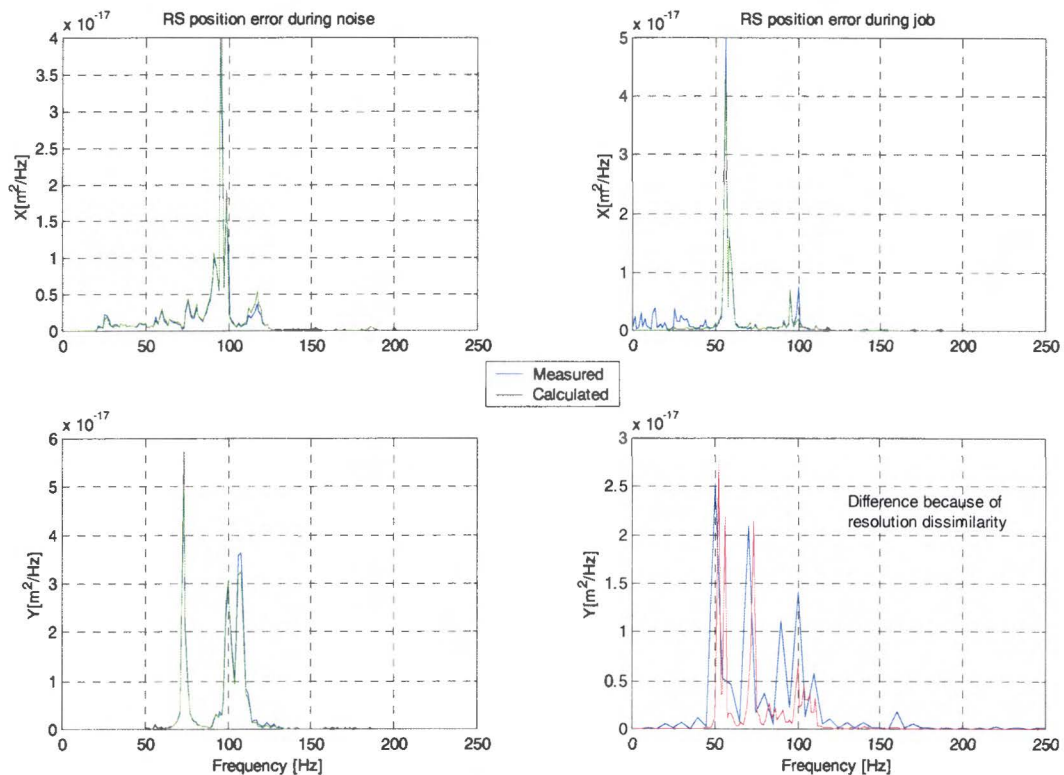 RS position error during noise
x 10^-17
X[m²/Hz]
4
3.5
3
2.5
2
1.5
1
0.5
0
0 50 100 150 200 250
RS position error during job
x 10^-17
X[m²/Hz]
5
4
3
2
1
0
0 50 100 150 200 250
Measured
Calculated
x 10^-17
Y[m²/Hz]
6
5
4
3
2
1
0
0 50 100 150 200 250
Frequency [Hz]
x 10^-17
Y[m²/Hz]
3
2.5
2
1.5
1
0.5
0
Difference because of
resolution dissimilarity
0 50 100 150 200 250
Frequency [Hz]